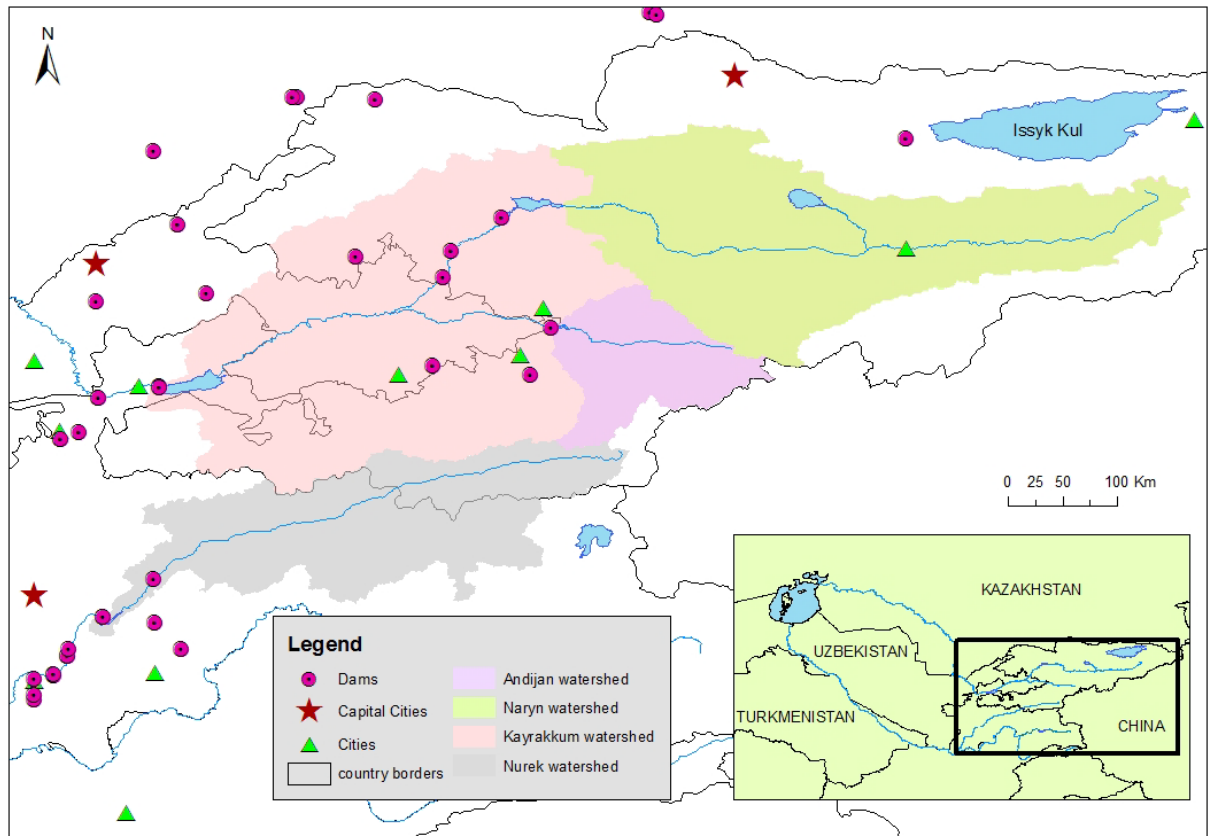 N
Issyk Kul
0 25 50 100 Km
Legend
Dams
Capital Cities
Cities
country borders
Andijan watershed
Naryn watershed
Kayrakkum watershed
Nurek watershed
KAZAKHSTAN
UZBEKISTAN
TURKMENISTAN
CHINA